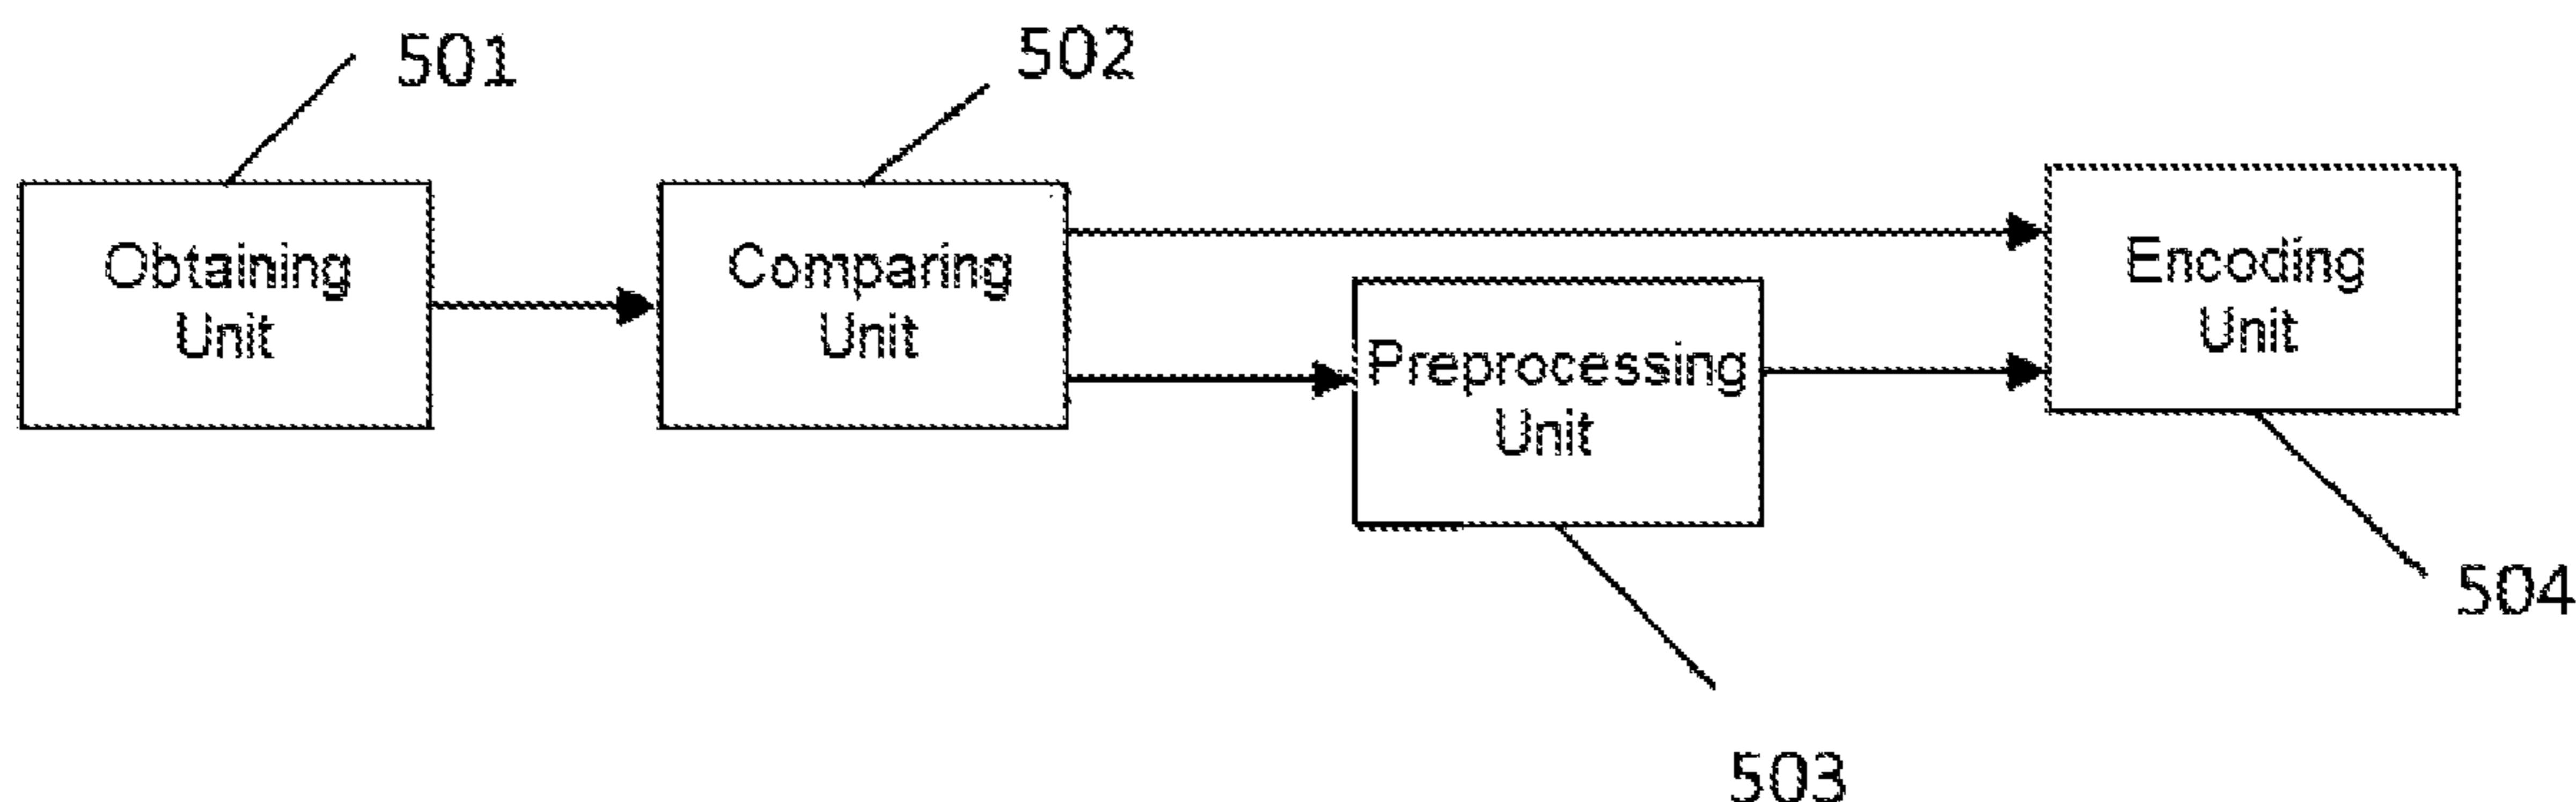 501
502
Obtaining
Unit
Comparing
Unit
Preprocessing
Unit
Encoding
Unit
504
503